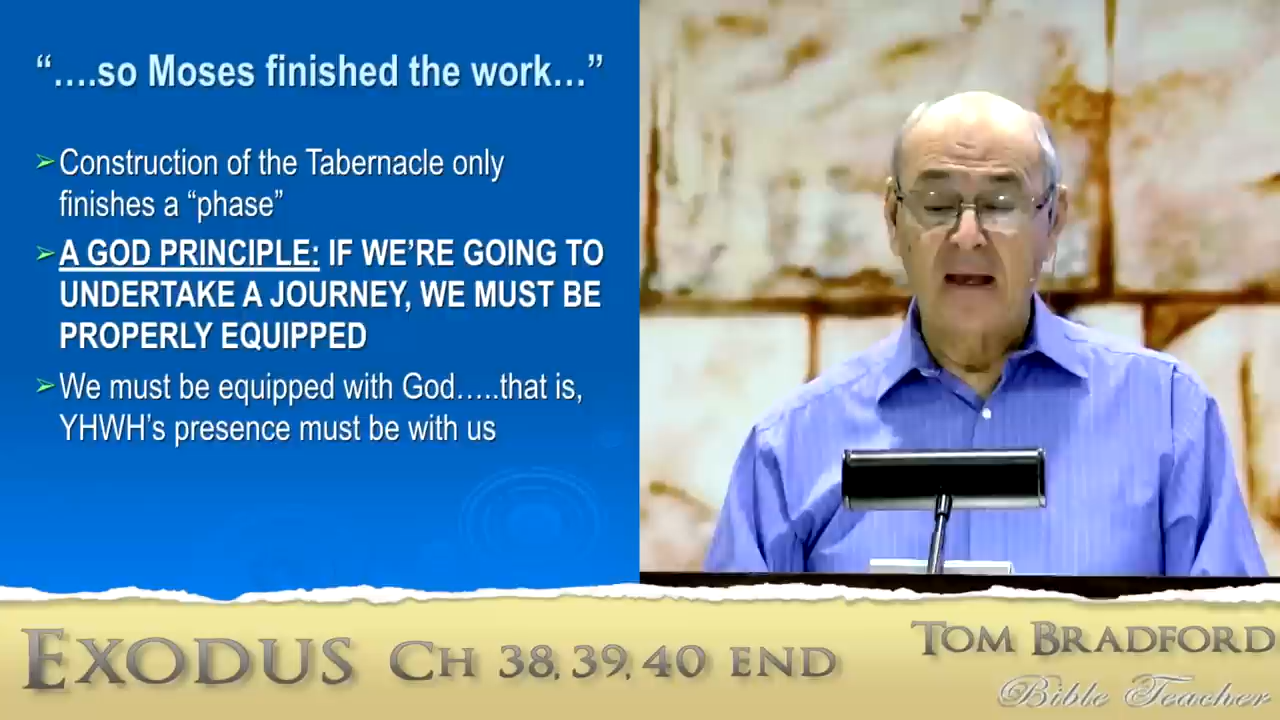 “….so Moses finished the work…”
➢Construction of the Tabernacle only
finishes a “phase”
➢A GOD PRINCIPLE: IF WE’RE GOING TO
UNDERTAKE A JOURNEY, WE MUST BE
PROPERLY EQUIPPED
➢We must be equipped with God…..that is,
YHWH’s presence must be with us
EXODUS CH 38, 39, 40 END
TOM BRADFORD
Bible Teacher